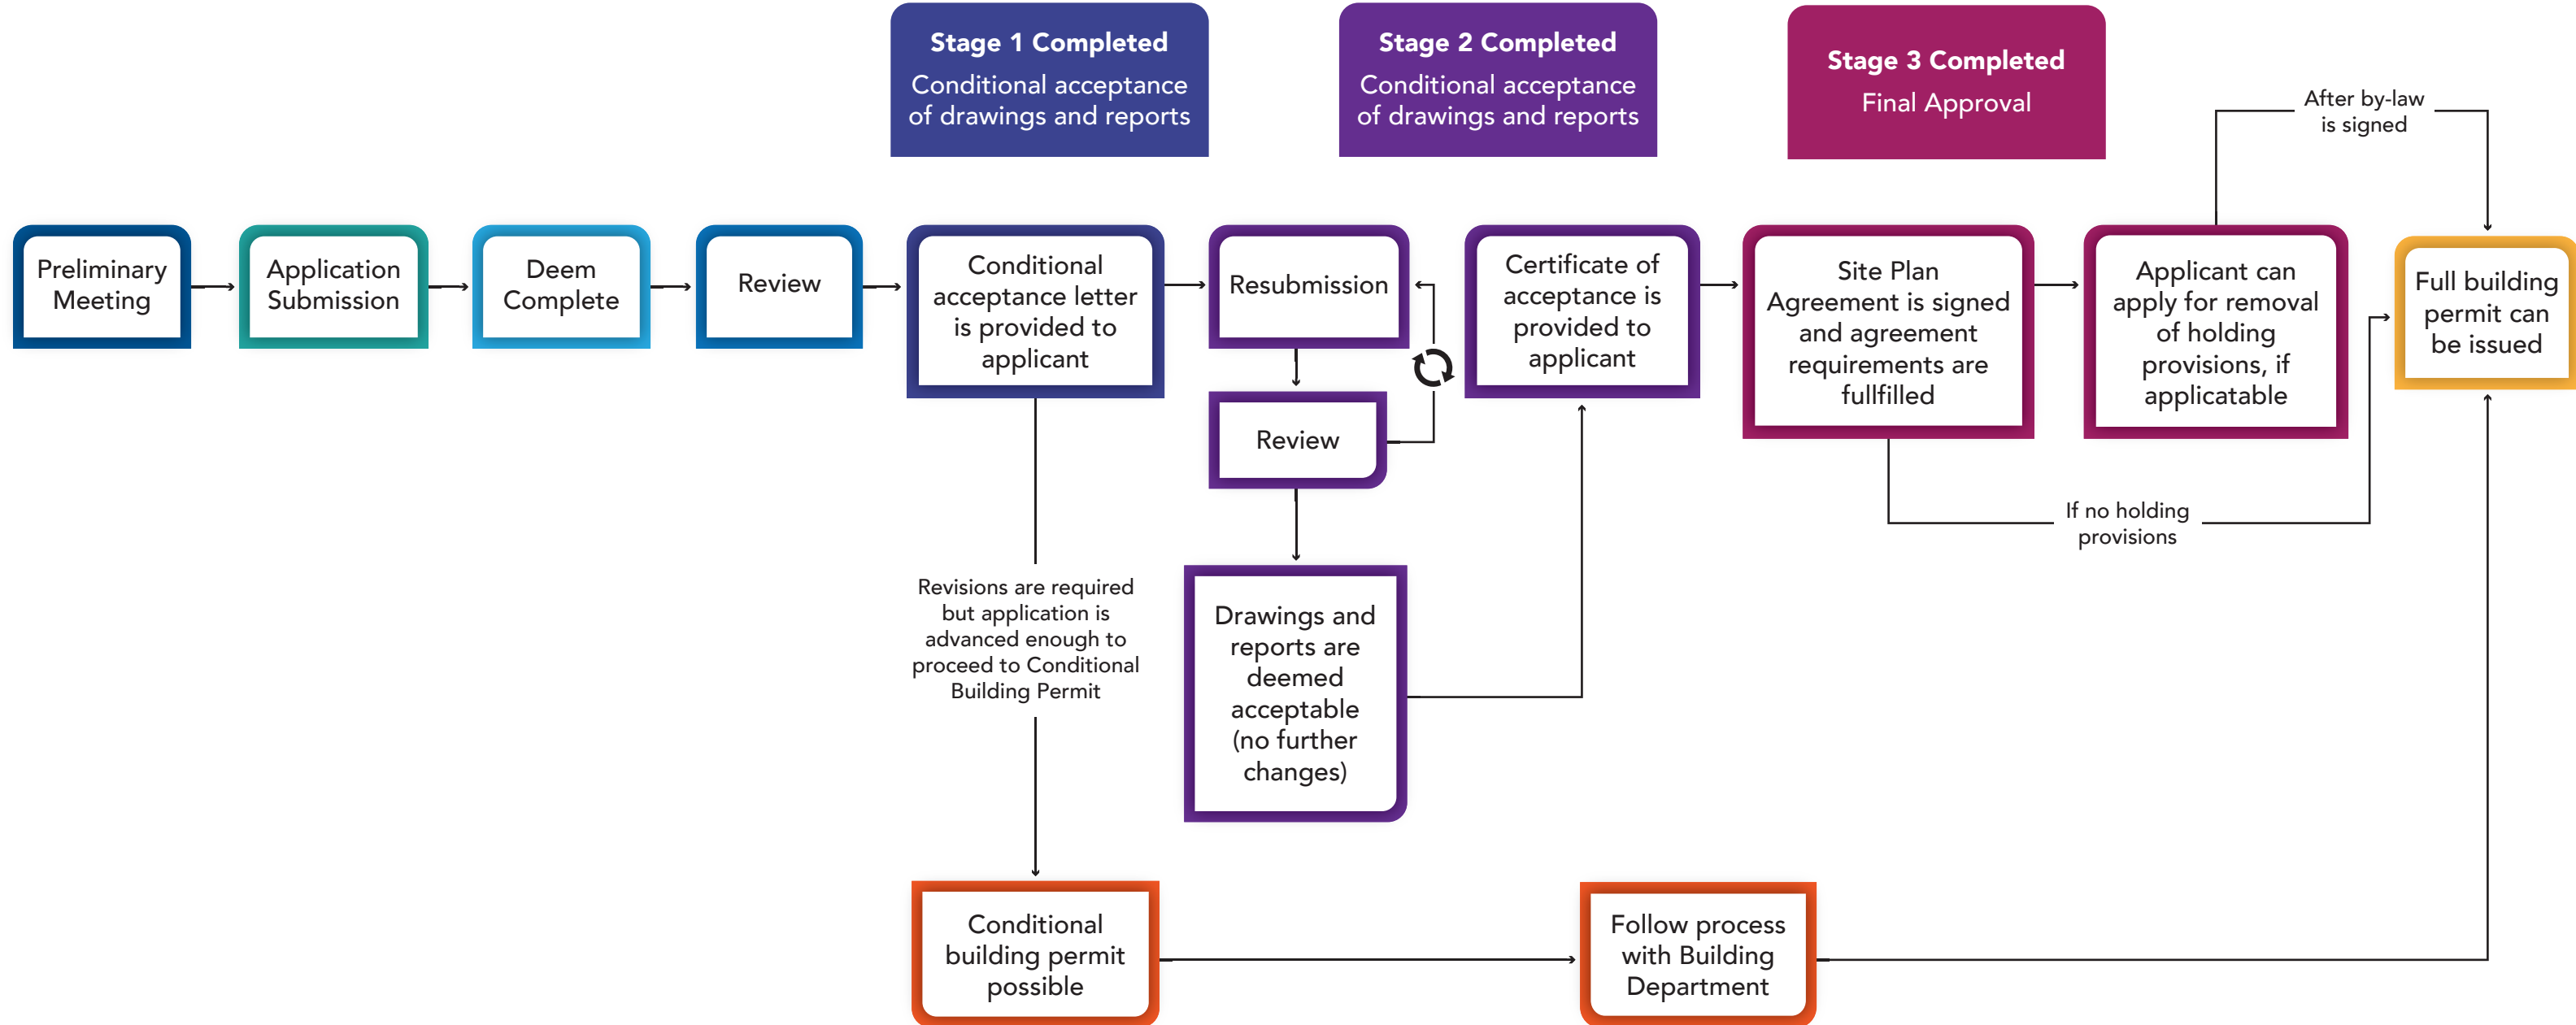 Stage 1 Completed
Conditional acceptance
of drawings and reports
Stage 2 Completed
Conditional acceptance
of drawings and reports
Stage 3 Completed
Final Approval
After by-law
is signed
Preliminary
Meeting
Application
Submission
Deem
Complete
Review
Conditional
acceptance letter
is provided to
applicant
Resubmission
Review
Drawings and
reports are
deemed
acceptable
(no further
changes)
Certificate of
acceptance is
provided to
applicant
Site Plan
Agreement is signed
and agreement
requirements are
fullfilled
Applicant can
apply for removal
of holding
provisions, if
applicatable
Full building
permit can
be issued
If no holding
provisions
Revisions are required
but application is
advanced enough to
proceed to Conditional
Building Permit
Conditional
building permit
possible
Follow process
with Building
Department